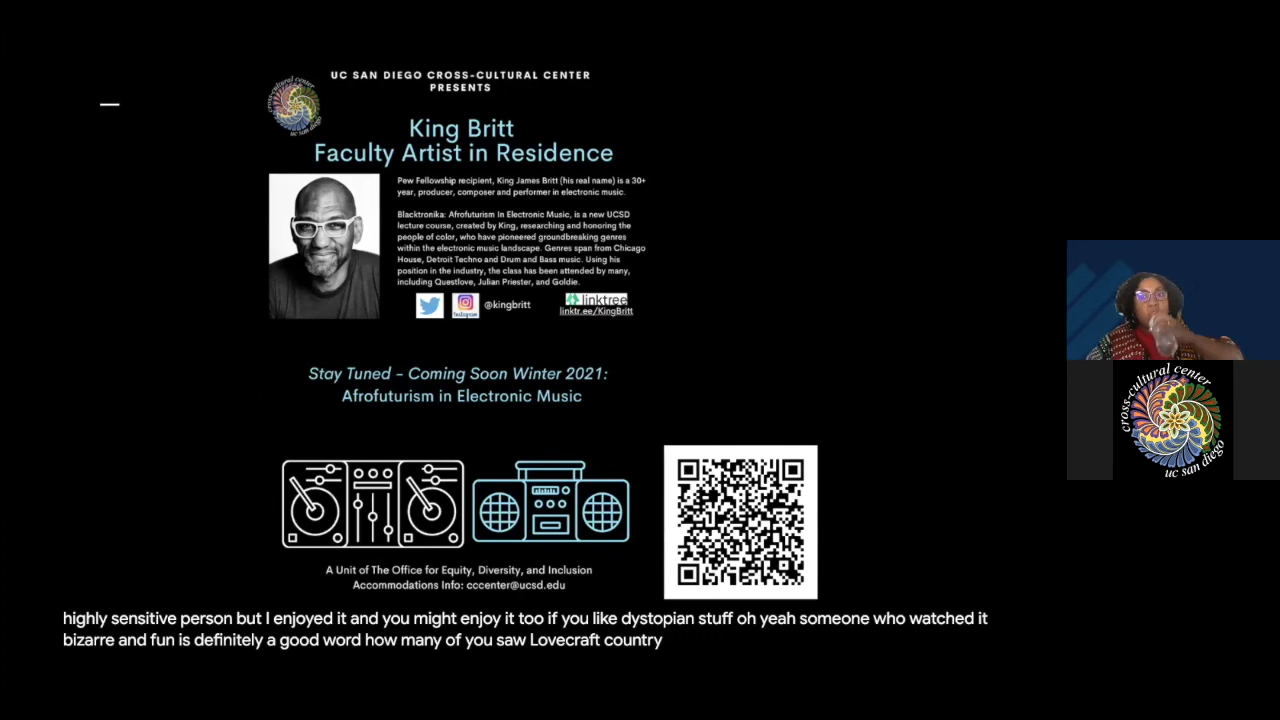 UC SAN DIEGO CROSS-CULTURAL CENTER
PRESENTS
cross-cultural center
uc san diego
King Britt
Faculty Artist in Residence
Pew Fellowship recipient, King James Britt (his real name) is a 30+
year, producer, composer and performer in electronic music.
Blacktronika: Afrofuturism In Electronic Music, is a new UCSD
lecture course, created by King, researching and honoring the
people of color, who have pioneered groundbreaking genres
within the electronic music landscape. Genres span from Chicago
House, Detroit Techno and Drum and Bass music. Using his
position in the industry, the class has been attended by many,
including Questlove, Julian Priester, and Goldie.
Instagram
@kingbritt
linktree
linktr.ee/KingBritt
Stay Tuned - Coming Soon Winter 2021:
Afrofuturism in Electronic Music
A Unit of The Office for Equity, Diversity, and Inclusion
Accommodations Info: cccenter@ucsd.edu
cross-cultural center
uc san diego
highly sensitive person but I enjoyed it and you might enjoy it too if you like dystopian stuff oh yeah someone who watched it
bizarre and fun is definitely a good word how many of you saw Lovecraft country